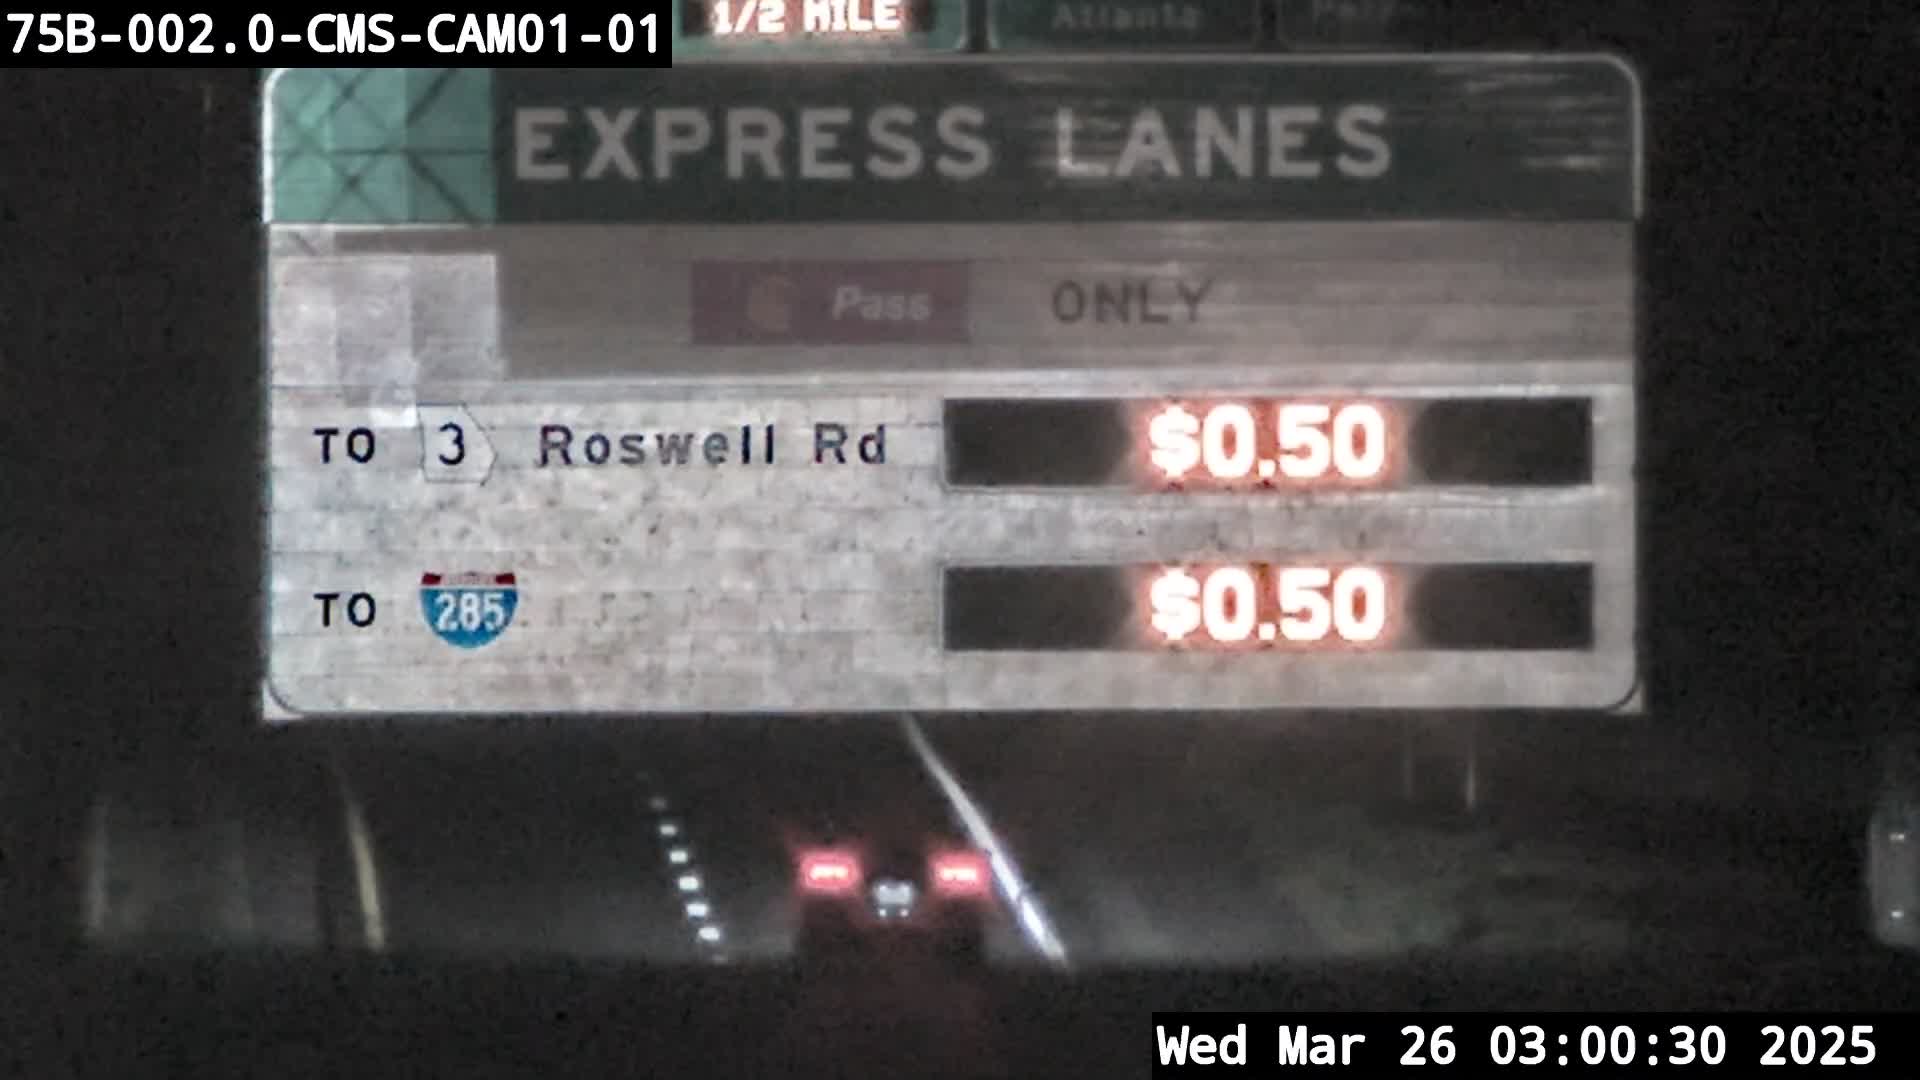 75B-002.0-CMS-CAM01-01
1/2 MILE
Atlanta
EXPRESS LANES
Pass ONLY
TO 3 Roswell Rd $0.50
TO 285 $0.50
Wed Mar 26 03:00:30 2025